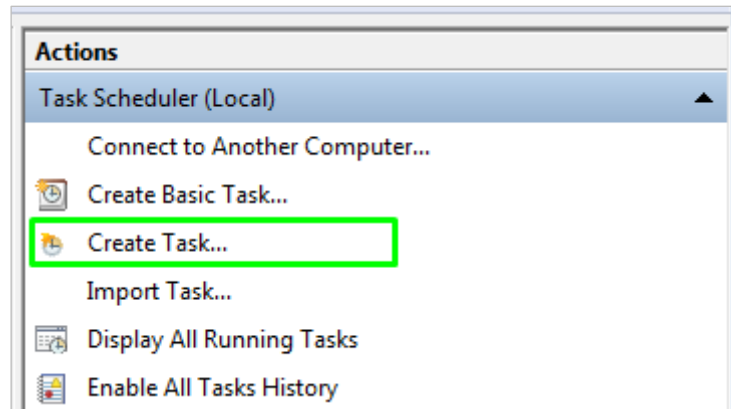 Actions
Task Scheduler (Local)
Connect to Another Computer...
Create Basic Task...
Create Task...
Import Task...
Display All Running Tasks
Enable All Tasks History